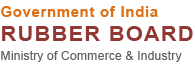 Government of India
RUBBER BOARD
Ministry of Commerce & Industry